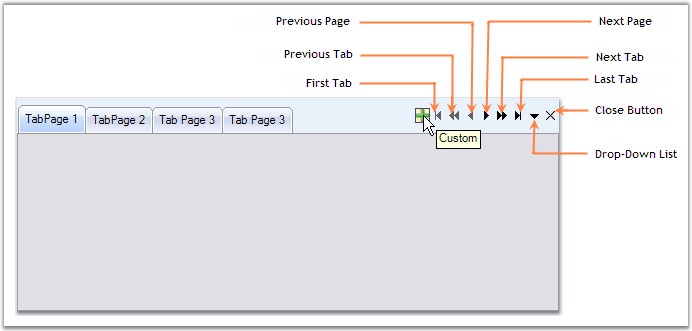 Previous Page
Next Page
Previous Tab
Next Tab
First Tab
Last Tab
TabPage 1
TabPage 2
Tab Page 3
Tab Page 3
Close Button
Custom
Drop-Down List